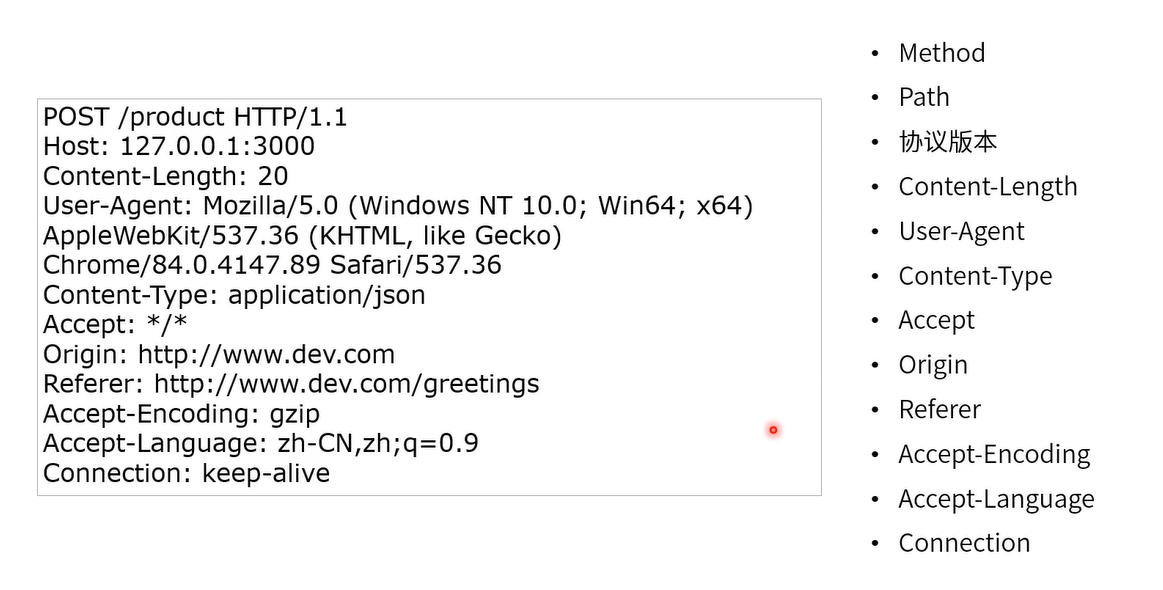 POST /product HTTP/1.1
Host: 127.0.0.1:3000
Content-Length: 20
User-Agent: Mozilla/5.0 (Windows NT 10.0; Win64; x64)
AppleWebKit/537.36 (KHTML, like Gecko)
Chrome/84.0.4147.89 Safari/537.36
Content-Type: application/json
Accept: */*
Origin: http://www.dev.com
Referer: http://www.dev.com/greetings
Accept-Encoding: gzip
Accept-Language: zh-CN,zh;q=0.9
Connection: keep-alive
• Method
• Path
• 协议版本
• Content-Length
• User-Agent
• Content-Type
• Accept
• Origin
• Referer
• Accept-Encoding
• Accept-Language
• Connection